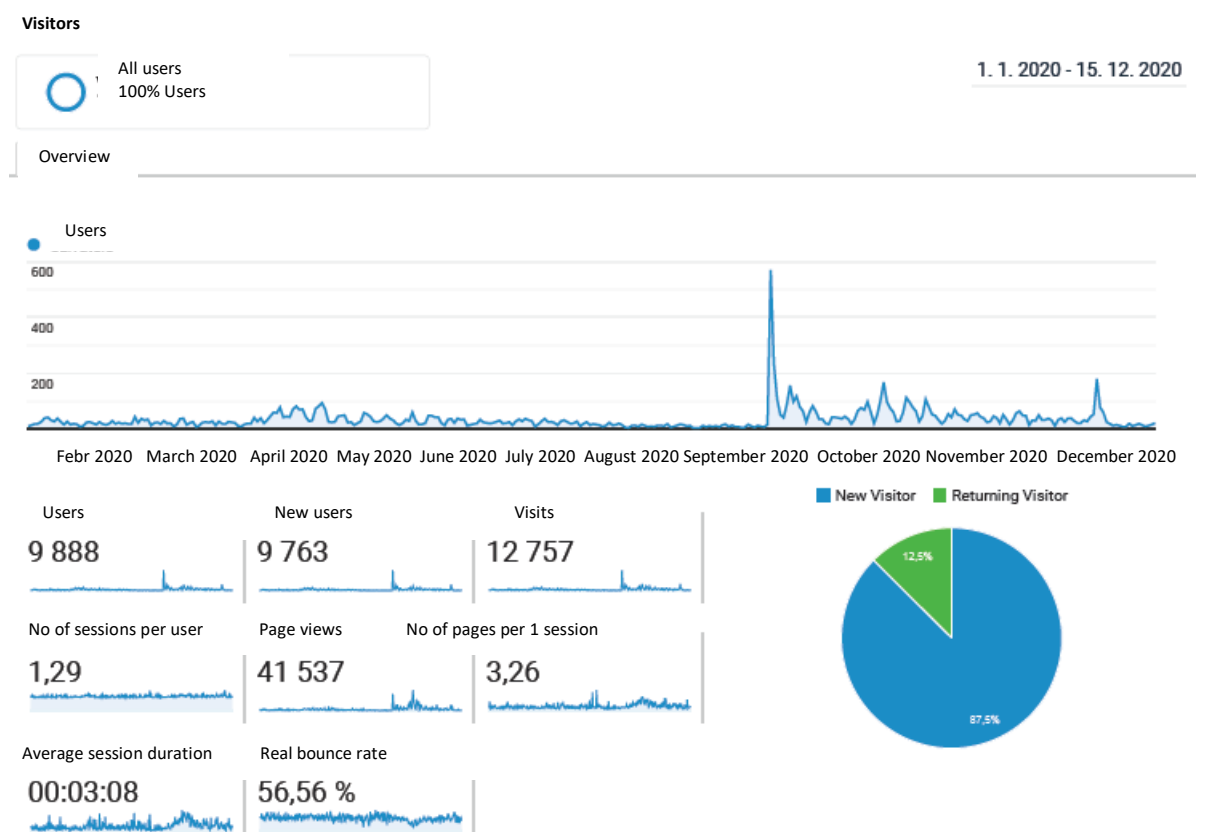 Visitors
All users
100% Users
1. 1. 2020 - 15. 12. 2020
Overview
Users
600
400
200
Febr 2020 March 2020 April 2020 May 2020 June 2020 July 2020 August 2020 September 2020 October 2020 November 2020 December 2020
New Visitor Returning Visitor
12,5%
87,5%
Users New users Visits
9 888 9 763 12 757
No of sessions per user Page views No of pages per 1 session
1,29 41 537 3,26
Average session duration Real bounce rate
00:03:08 56,56 %